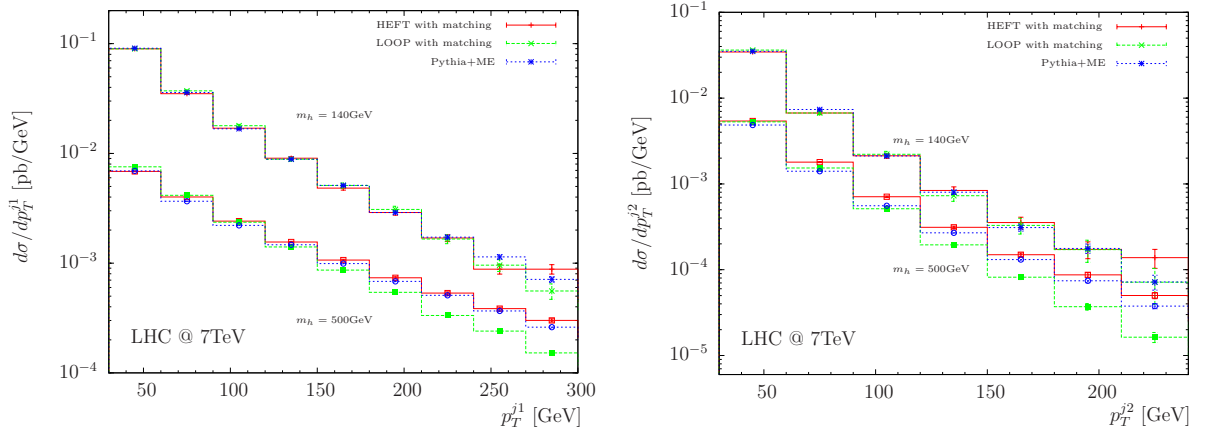 HEFT with matching
LOOP with matching
Pythia+ME
m_h = 140GeV
m_h = 500GeV
LHC @ 7TeV
dσ/dp_T^{j1} [pb/GeV]
10^{-1}
10^{-2}
10^{-3}
10^{-4}
50 100 150 200 250 300
p_T^{j1} [GeV]
HEFT with matching
LOOP with matching
Pythia+ME
m_h = 140GeV
m_h = 500GeV
LHC @ 7TeV
dσ/dp_T^{j2} [pb/GeV]
10^{-1}
10^{-2}
10^{-3}
10^{-4}
10^{-5}
50 100 150 200
p_T^{j2} [GeV]